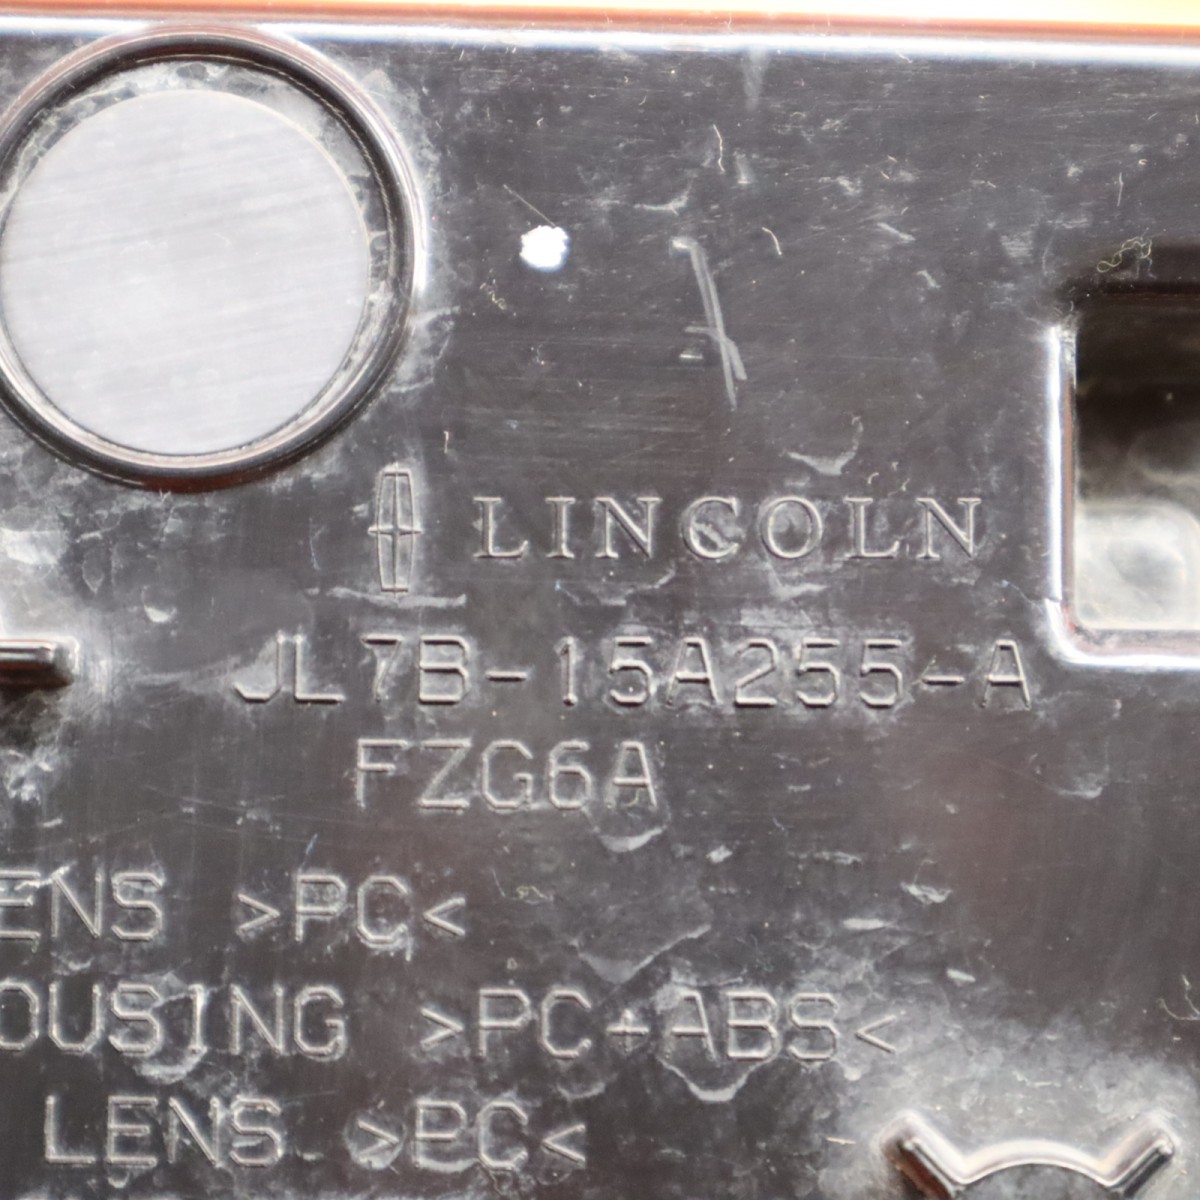 LINCOLN
JL7B-15A255-A
FZG6A
ENS >PC<
OUSING >PC+ABS<
LENS >PC<